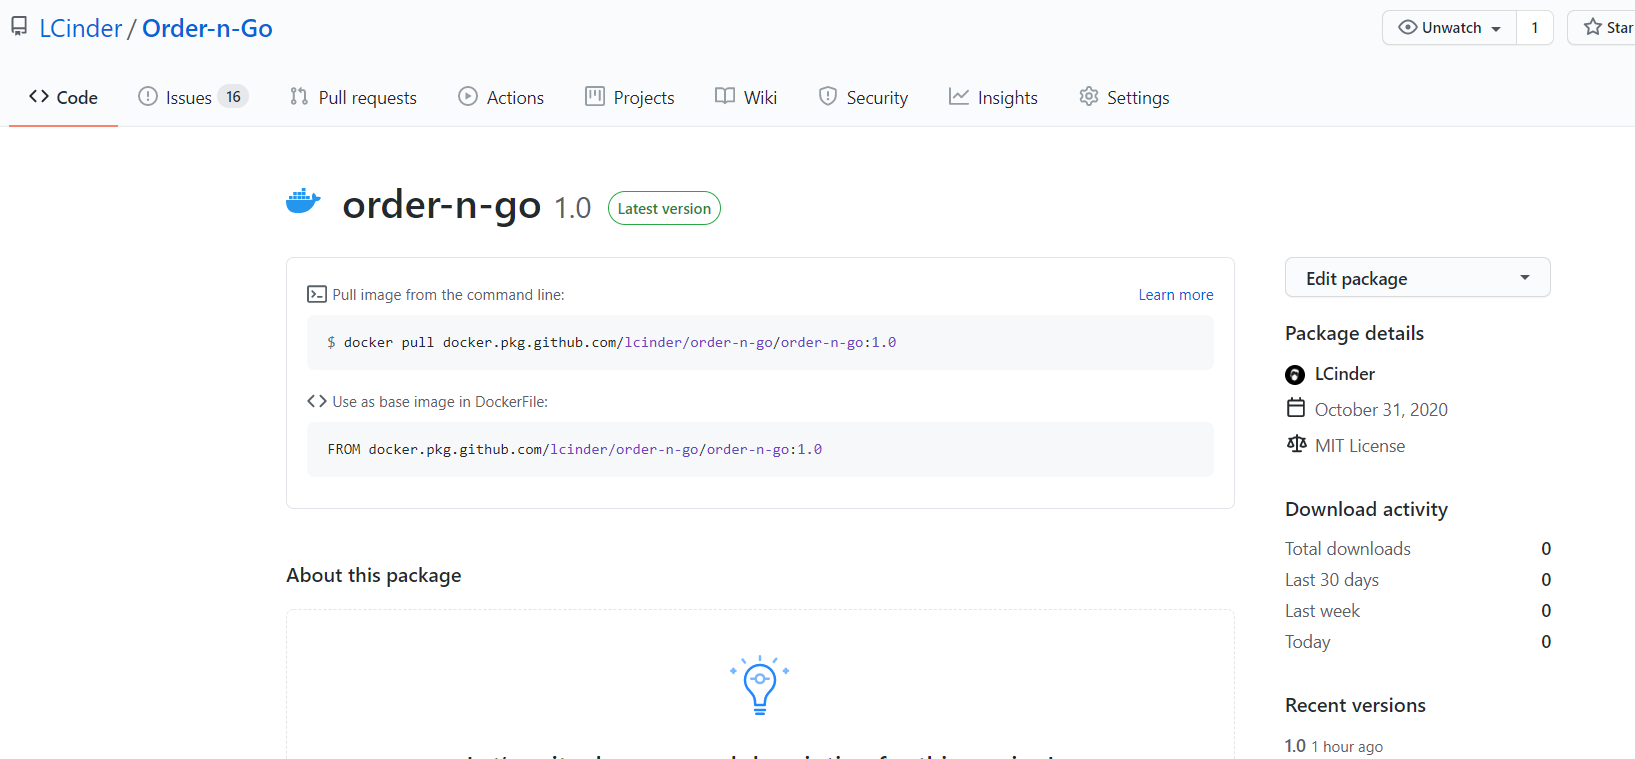 LCinder / Order-n-Go
Unwatch 1 Star
Code Issues 16 Pull requests Actions Projects Wiki Security Insights Settings
order-n-go 1.0 Latest version
Pull image from the command line: Learn more
$ docker pull docker.pkg.github.com/lcinder/order-n-go/order-n-go:1.0
Use as base image in DockerFile:
FROM docker.pkg.github.com/lcinder/order-n-go/order-n-go:1.0
About this package
Edit package
Package details
LCinder
October 31, 2020
MIT License
Download activity
Total downloads 0
Last 30 days 0
Last week 0
Today 0
Recent versions
1.0 1 hour ago